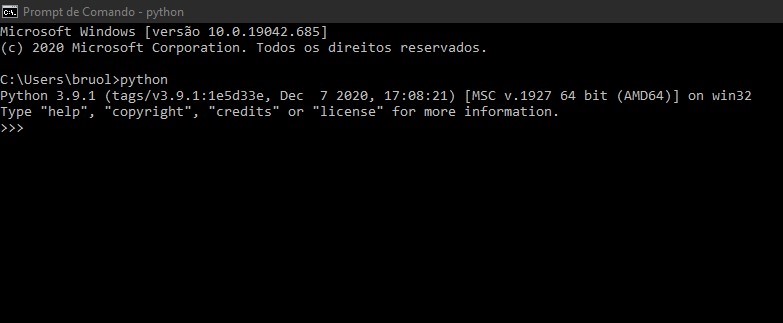 Prompt de Comando - python
Microsoft Windows [versão 10.0.19042.685]
(c) 2020 Microsoft Corporation. Todos os direitos reservados.
C:\Users\bruol>python
Python 3.9.1 (tags/v3.9.1:1e5d33e, Dec  7 2020, 17:08:21) [MSC v.1927 64 bit (AMD64)] on win32
Type "help", "copyright", "credits" or "license" for more information.
>>>